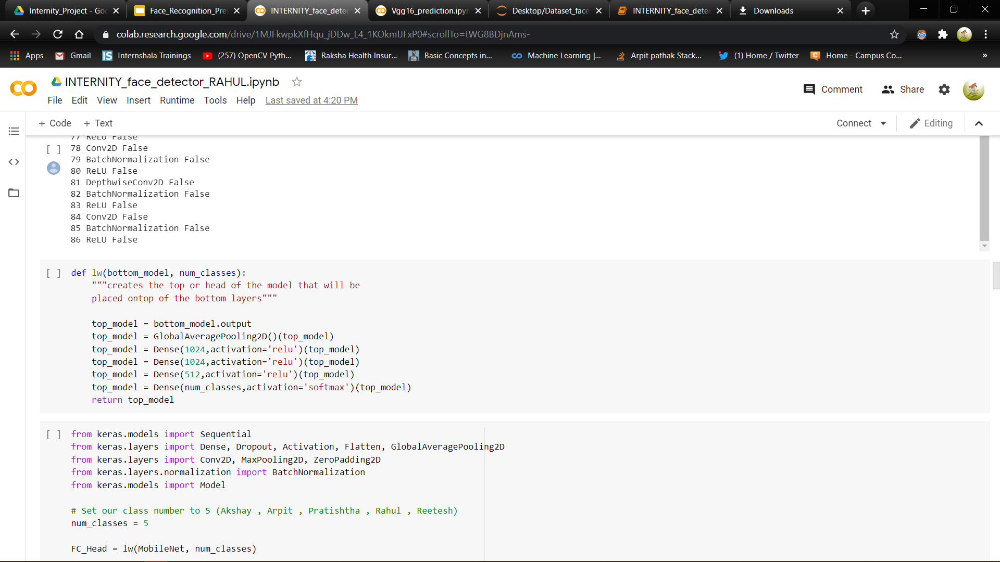 Internity_Project - Goo
Face_Recognition_Pre
INTERNITY_face_detec
Vgg16_prediction.ipyn
Desktop/Dataset_face
INTERNITY_face_detec
Downloads
colab.research.google.com/drive/1MJFkwpkXfHqu_jDDw_L4_1KOkmIJFxP0#scrollTo=tWG8BDjnAms-
Apps
Gmail
IS Internshala Trainings
(257) OpenCV Pyth...
Raksha Health Insur...
Basic Concepts in...
Machine Learning |...
Arpit pathak Stack...
(1) Home / Twitter
Home - Campus Co...
»
INTERNITY_face_detector_RAHUL.ipynb
Comment
Share
File Edit View Insert Runtime Tools Help Last saved at 4:20 PM
+ Code + Text
Connect
Editing
77 ReLU False
[ ] 78 Conv2D False
79 BatchNormalization False
80 ReLU False
81 DepthwiseConv2D False
82 BatchNormalization False
83 ReLU False
84 Conv2D False
85 BatchNormalization False
86 ReLU False
[ ] def lw(bottom_model, num_classes):
"""creates the top or head of the model that will be
placed ontop of the bottom layers"""
top_model = bottom_model.output
top_model = GlobalAveragePooling2D()(top_model)
top_model = Dense(1024,activation='relu')(top_model)
top_model = Dense(1024,activation='relu')(top_model)
top_model = Dense(512,activation='relu')(top_model)
top_model = Dense(num_classes,activation='softmax')(top_model)
return top_model
[ ] from keras.models import Sequential
from keras.layers import Dense, Dropout, Activation, Flatten, GlobalAveragePooling2D
from keras.layers import Conv2D, MaxPooling2D, ZeroPadding2D
from keras.layers.normalization import BatchNormalization
from keras.models import Model
# Set our class number to 5 (Akshay , Arpit , Pratishtha , Rahul , Reetesh)
num_classes = 5
FC_Head = lw(MobileNet, num_classes)